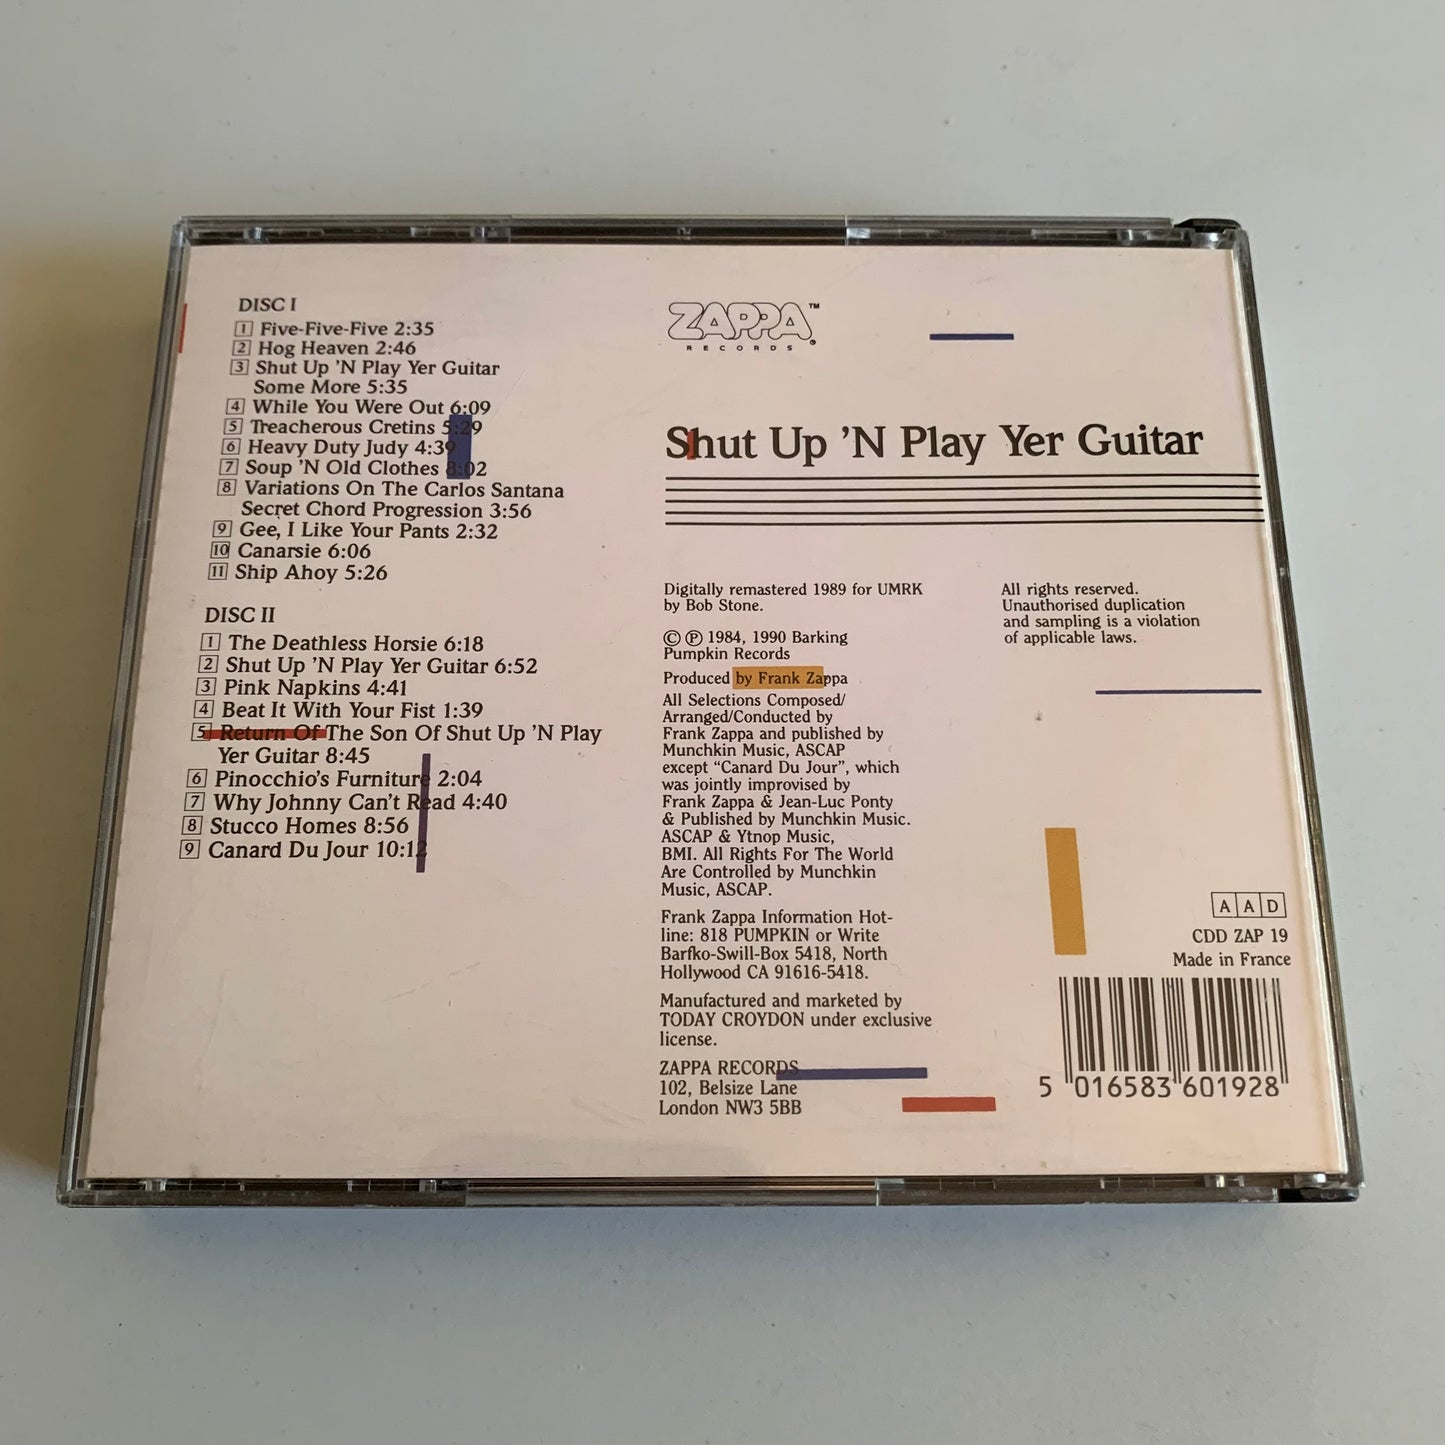 DISC I
1 Five-Five-Five 2:35
2 Hog Heaven 2:46
3 Shut Up 'N Play Yer Guitar
Some More 5:35
4 While You Were Out 6:09
5 Treacherous Cretins 5:29
6 Heavy Duty Judy 4:39
7 Soup 'N Old Clothes 8:02
8 Variations On The Carlos Santana
Secret Chord Progression 3:56
9 Gee, I Like Your Pants 2:32
10 Canarsie 6:06
11 Ship Ahoy 5:26
DISC II
1 The Deathless Horsie 6:18
2 Shut Up 'N Play Yer Guitar 6:52
3 Pink Napkins 4:41
4 Beat It With Your Fist 1:39
5 Return Of The Son Of Shut Up 'N Play
Yer Guitar 8:45
6 Pinocchio's Furniture 2:04
7 Why Johnny Can't Read 4:40
8 Stucco Homes 8:56
9 Canard Du Jour 10:12
ZAPPA™
RECORDS®
Shut Up 'N Play Yer Guitar
Digitally remastered 1989 for UMRK
by Bob Stone.
© ℗ 1984, 1990 Barking
Pumpkin Records
Produced by Frank Zappa
All Selections Composed/
Arranged/Conducted by
Frank Zappa and published by
Munchkin Music, ASCAP
except "Canard Du Jour", which
was jointly improvised by
Frank Zappa & Jean-Luc Ponty
& Published by Munchkin Music.
ASCAP & Ytnop Music,
BMI. All Rights For The World
Are Controlled by Munchkin
Music, ASCAP.
Frank Zappa Information Hot-
line: 818 PUMPKIN or Write
Barfko-Swill-Box 5418, North
Hollywood CA 91616-5418.
Manufactured and marketed by
TODAY CROYDON under exclusive
license.
ZAPPA RECORDS
102, Belsize Lane
London NW3 5BB
All rights reserved.
Unauthorised duplication
and sampling is a violation
of applicable laws.
A A D
CDD ZAP 19
Made in France
5 016583 601928